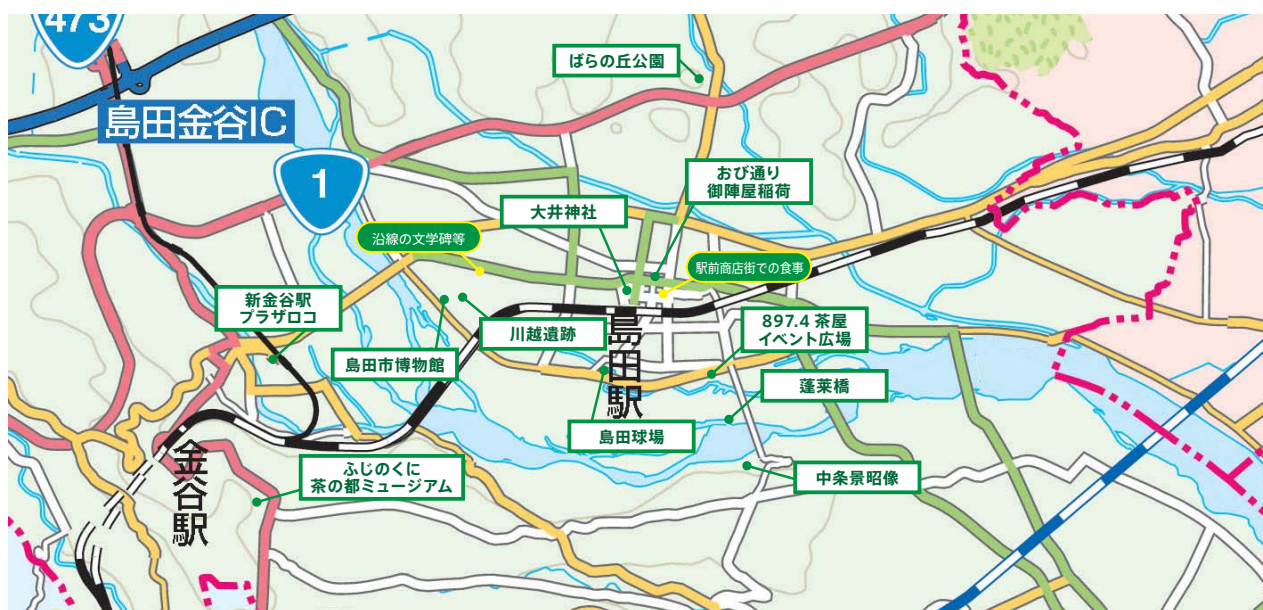 473
島田金谷IC
1
ばらの丘公園
おび通り
御陣屋稲荷
大井神社
沿線の文学碑等
駅前商店街での食事
新金谷駅
プラザロコ
川越遺跡
島田市博物館
島田駅
897.4 茶屋
イベント広場
蓬莱橋
島田球場
金谷駅
ふじのくに
茶の都ミュージアム
中条景昭像